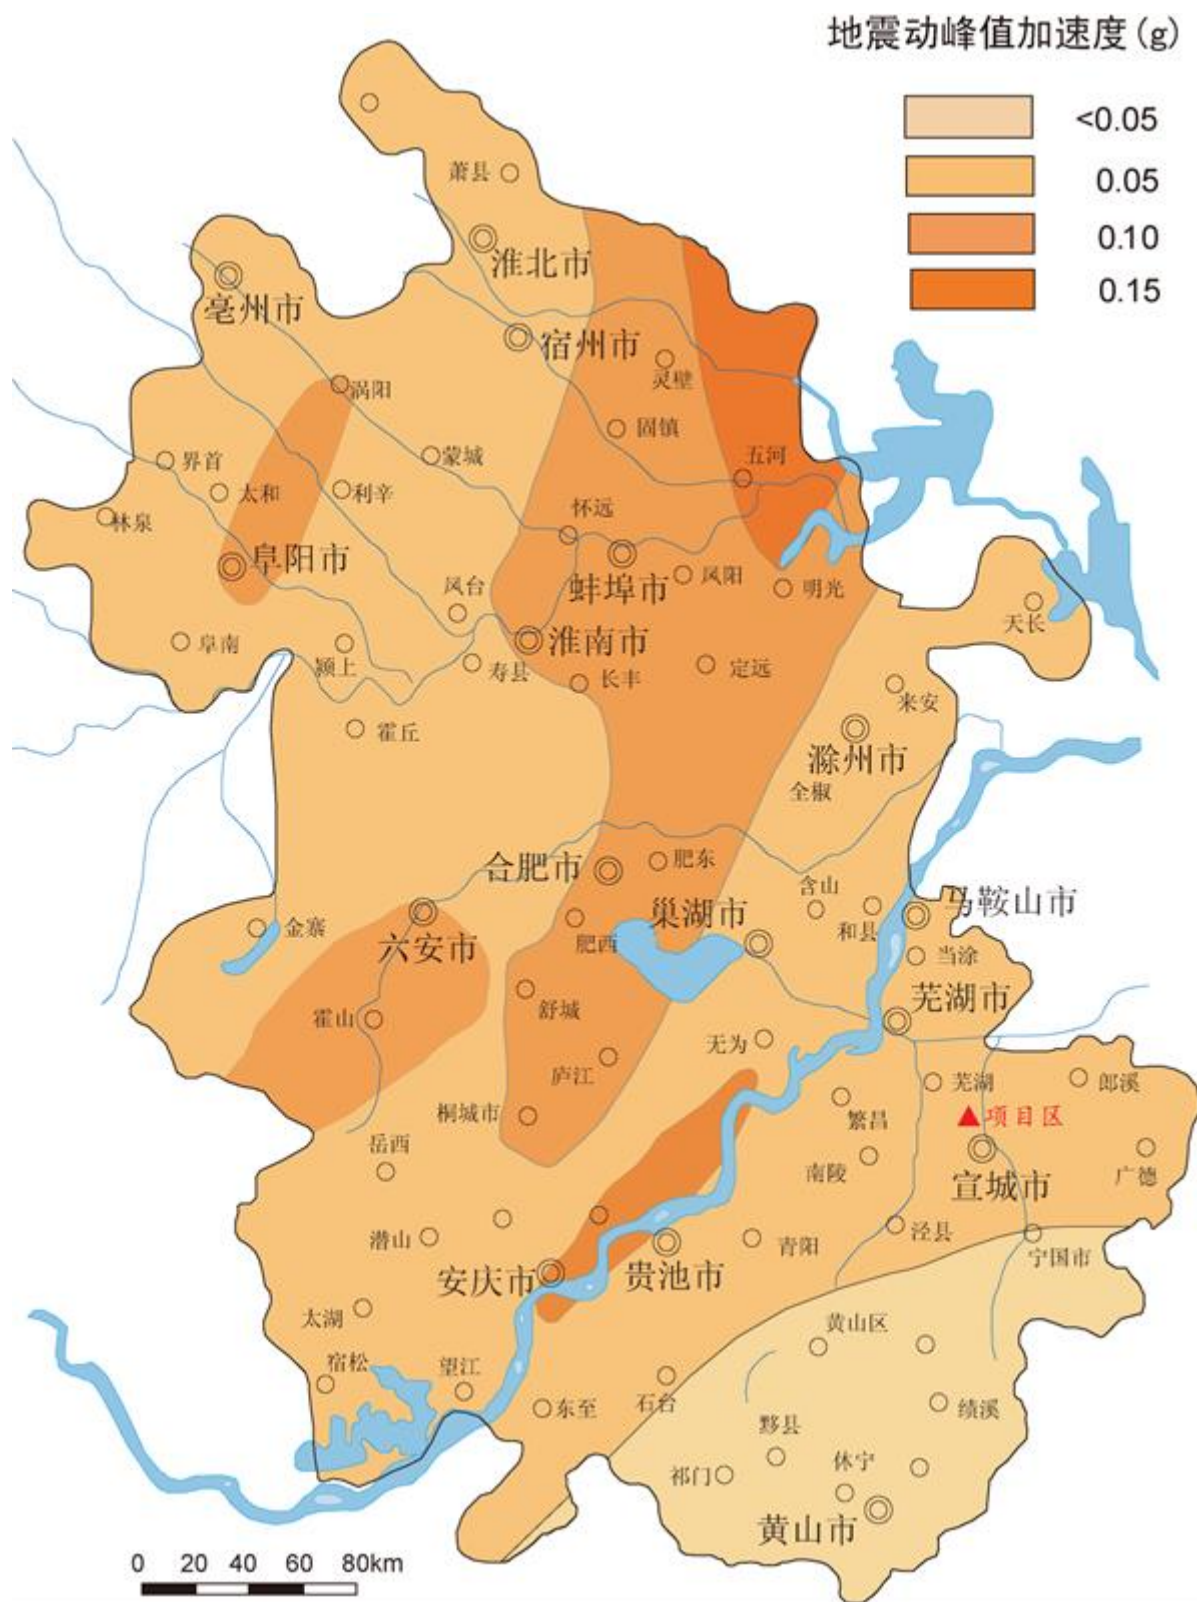 地震动峰值加速度(g)
<0.05
0.05
0.10
0.15
萧县
淮北市
亳州市
宿州市
灵壁
涡阳
固镇
蒙城
五河
界首
太和
利辛
怀远
林泉
阜阳市
蚌埠市
凤阳
明光
凤台
天长
阜南
颍上
淮南市
寿县
长丰
定远
来安
霍丘
滁州市
全椒
合肥市
肥东
含山
马鞍山市
金寨
六安市
肥西
巢湖市
和县
当涂
舒城
芜湖市
霍山
无为
庐江
芜湖
郎溪
桐城市
繁昌
项目区
岳西
南陵
宣城市
广德
潜山
泾县
青阳
宁国市
安庆市
贵池市
太湖
黄山区
宿松
望江
石台
东至
绩溪
黟县
祁门
休宁
黄山市
0 20 40 60 80km